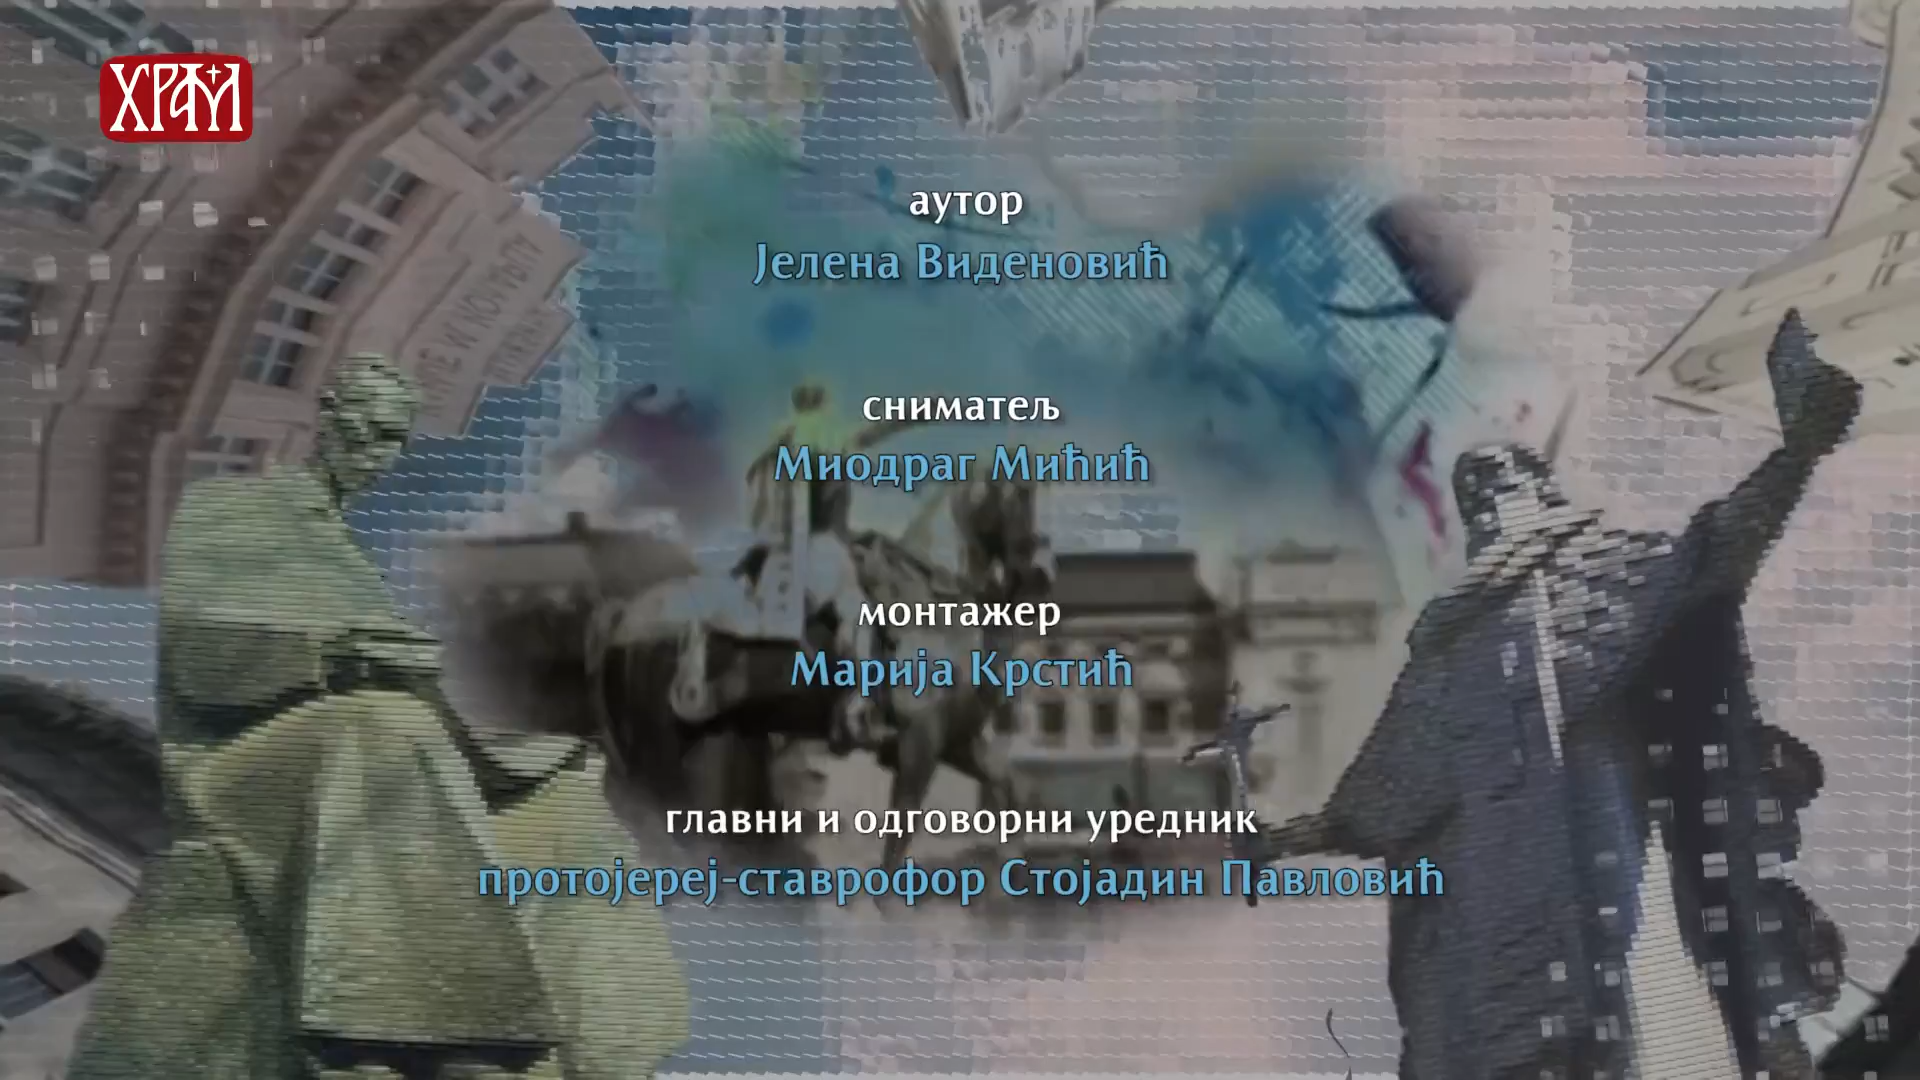 ХРАМ
аутор
Јелена Виденовић
сниматељ
Миодраг Мићић
монтажер
Марија Крстић
главни и одговорни уредник
протојереј-ставрофор Стојадин Павловић